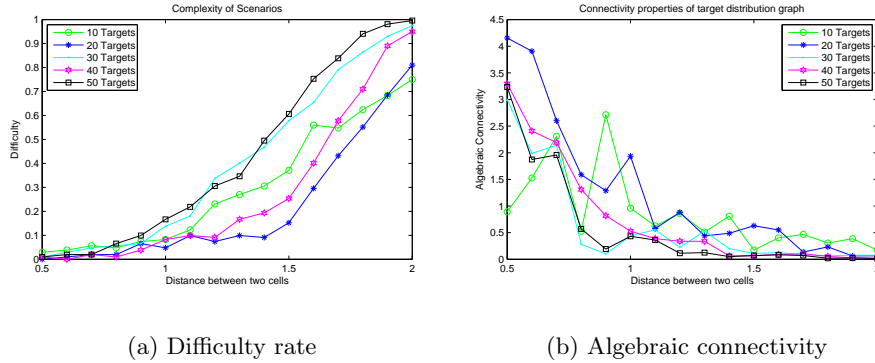 Complexity of Scenarios
1
0.9
0.8
0.7
0.6
0.5
0.4
0.3
0.2
0.1
0
Difficulty
10 Targets
20 Targets
30 Targets
40 Targets
50 Targets
0.5
1
1.5
2
Distance between two cells
(a) Difficulty rate
Connectivity properties of target distribution graph
4.5
4
3.5
3
2.5
2
1.5
1
0.5
0
Algebraic Connectivity
10 Targets
20 Targets
30 Targets
40 Targets
50 Targets
0.5
1
1.5
Distance between two cells
(b) Algebraic connectivity